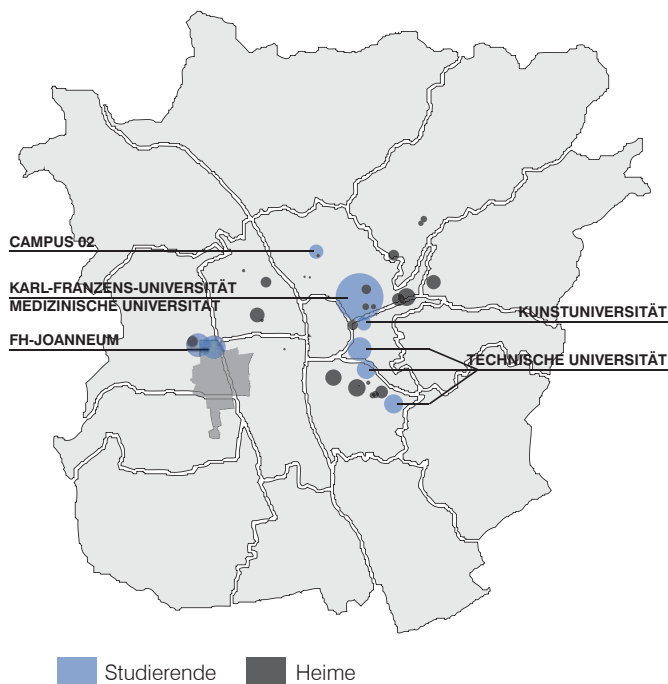 CAMPUS 02
KARL-FRANZENS-UNIVERSITÄT
MEDIZINISCHE UNIVERSITÄT
KUNSTUNIVERSITÄT
FH-JOANNEUM
TECHNISCHE UNIVERSITÄT
Studierende
Heime